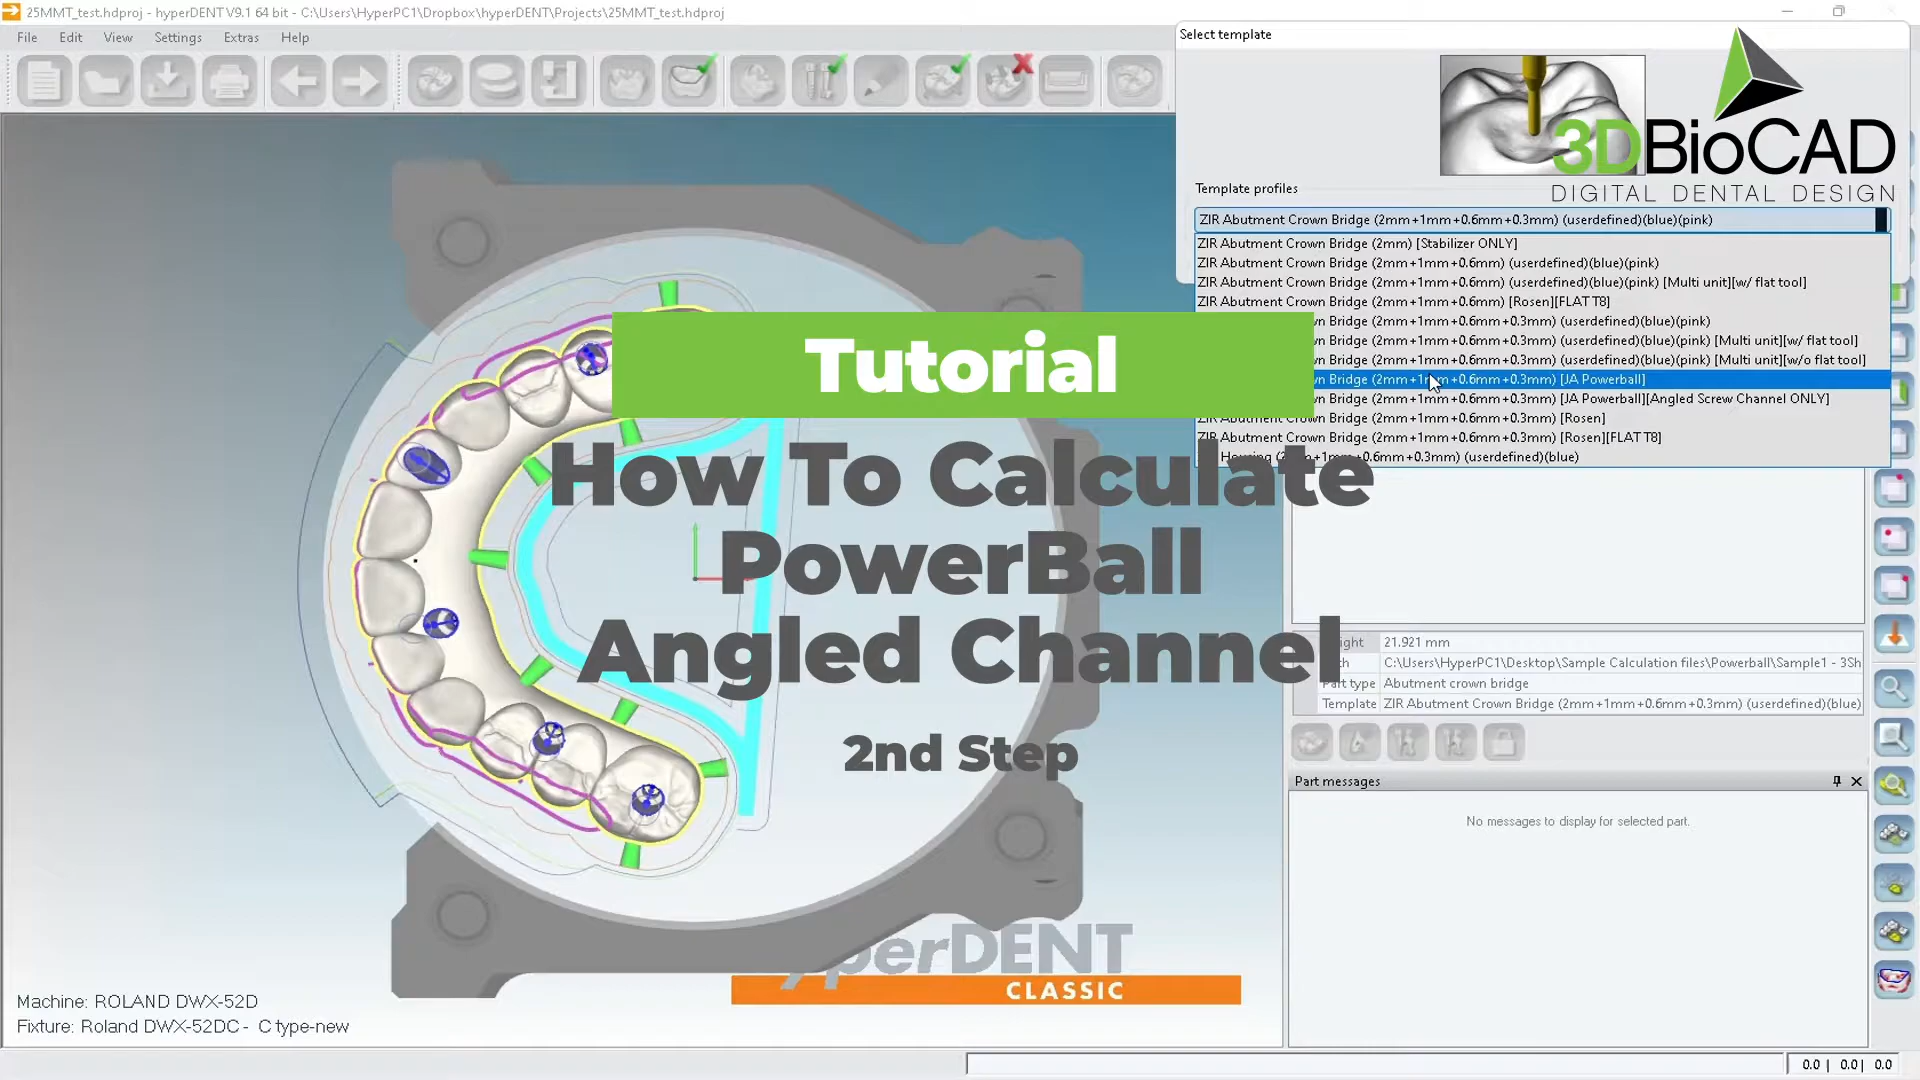 25MMT_test.hdproj - hyperDENT V9.1 64 bit - C:\Users\HyperPC1\Dropbox\hyperDENT\Projects\25MMT_test.hdproj
File Edit View Settings Extras Help
Select template
3DBioCAD
DIGITAL DENTAL DESIGN
Template profiles
ZIR Abutment Crown Bridge (2mm+1mm+0.6mm+0.3mm) (userdefined)(blue)(pink)
ZIR Abutment Crown Bridge (2mm) [Stabilizer ONLY]
ZIR Abutment Crown Bridge (2mm+1mm+0.6mm) (userdefined)(blue)(pink)
ZIR Abutment Crown Bridge (2mm+1mm+0.6mm) (userdefined)(blue)(pink) [Multi unit][w/ flat tool]
ZIR Abutment Crown Bridge (2mm+1mm+0.6mm) [Rosen][FLAT T8]
wn Bridge (2mm+1mm+0.6mm+0.3mm) (userdefined)(blue)(pink)
wn Bridge (2mm+1mm+0.6mm+0.3mm) (userdefined)(blue)(pink) [Multi unit][w/ flat tool]
wn Bridge (2mm+1mm+0.6mm+0.3mm) (userdefined)(blue)(pink) [Multi unit][w/o flat tool]
wn Bridge (2mm+1mm+0.6mm+0.3mm) [JA Powerball]
wn Bridge (2mm+1mm+0.6mm+0.3mm) [JA Powerball][Angled Screw Channel ONLY]
ZIR Abutment Crown Bridge (2mm+1mm+0.6mm+0.3mm) [Rosen]
ZIR Abutment Crown Bridge (2mm+1mm+0.6mm+0.3mm) [Rosen][FLAT T8]
Housing (2mm+1mm+0.6mm+0.3mm) (userdefined)(blue)
Tutorial
How To Calculate
PowerBall
Angled Channel
2nd Step
21.921 mm
C:\Users\HyperPC1\Desktop\Sample Calculation files\Powerball\Sample1 - 3Sh
Part type Abutment crown bridge
Template ZIR Abutment Crown Bridge (2mm+1mm+0.6mm+0.3mm) (userdefined)(blue)
Part messages
No messages to display for selected part.
hyperDENT
CLASSIC
Machine: ROLAND DWX-52D
Fixture: Roland DWX-52DC - C type-new
0.0 | 0.0 | 0.0